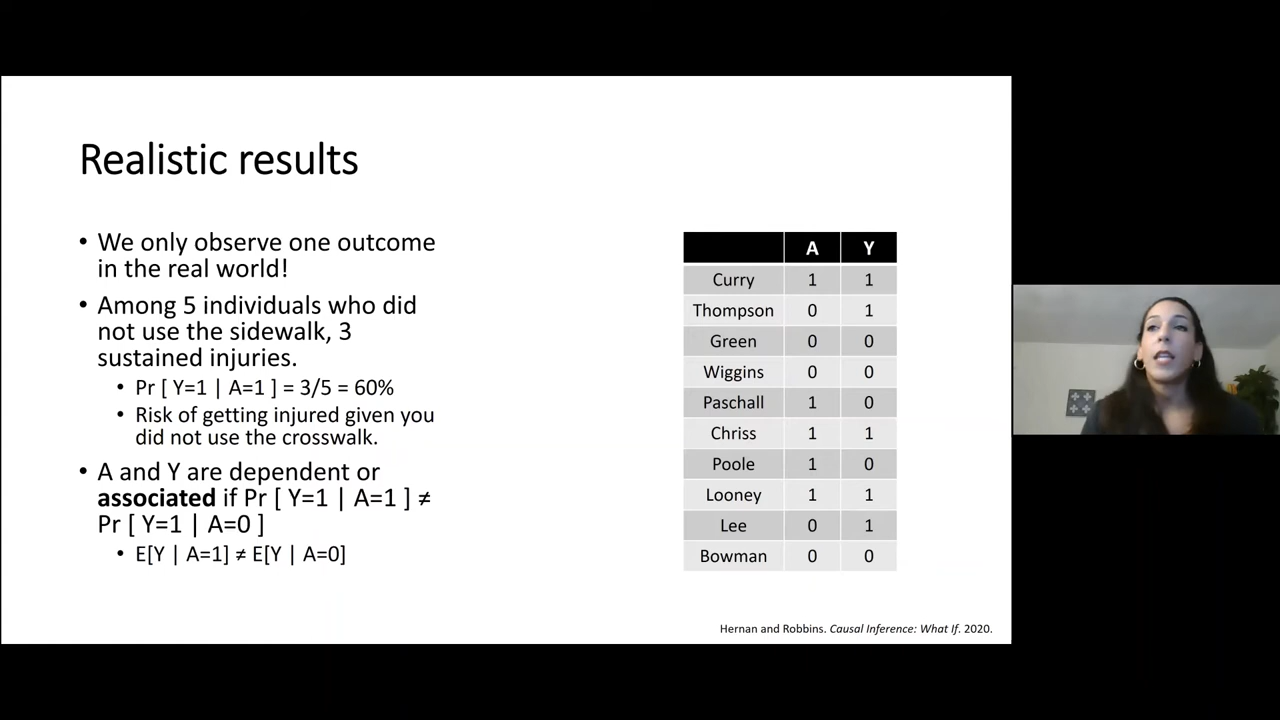 Realistic results
• We only observe one outcome
in the real world!
• Among 5 individuals who did
not use the sidewalk, 3
sustained injuries.
• Pr [ Y=1 | A=1 ] = 3/5 = 60%
• Risk of getting injured given you
did not use the crosswalk.
• A and Y are dependent or
associated if Pr [ Y=1 | A=1 ] ≠
Pr [ Y=1 | A=0 ]
• E[Y | A=1] ≠ E[Y | A=0]
A Y
Curry 1 1
Thompson 0 1
Green 0 0
Wiggins 0 0
Paschall 1 0
Chriss 1 1
Poole 1 0
Looney 1 1
Lee 0 1
Bowman 0 0
Hernan and Robbins. Causal Inference: What If. 2020.